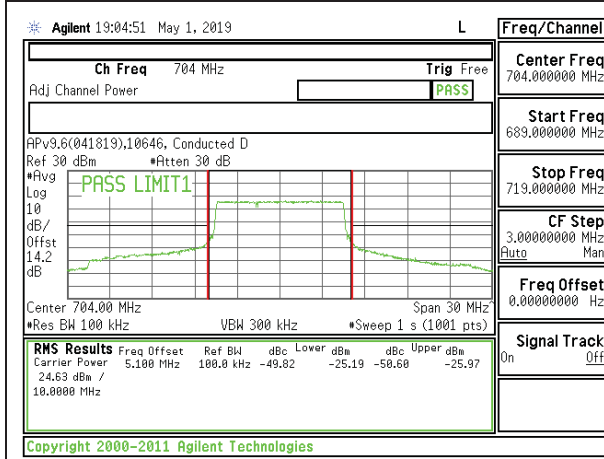 Agilent 19:04:51 May 1, 2019 L
Freq/Channel
Ch Freq 704 MHz Trig Free
Adj Channel Power PASS
Center Freq
704.000000 MHz
Start Freq
689.000000 MHz
Stop Freq
719.000000 MHz
CF Step
3.00000000 MHz
Auto Man
Freq Offset
0.00000000 Hz
Signal Track
On Off
APv9.6(041819),10646, Conducted D
Ref 30 dBm #Atten 30 dB
#Avg
Log
10
dB/
Offst
14.2
dB
PASS LIMIT1
Center 704.00 MHz Span 30 MHz
#Res BW 100 kHz VBW 300 kHz #Sweep 1 s (1001 pts)
RMS Results Freq Offset Ref BW dBc Lower dBm dBc Upper dBm
Carrier Power 5.100 MHz 100.0 kHz -49.82 -25.19 -50.60 -25.97
24.63 dBm /
10.0000 MHz
Copyright 2000-2011 Agilent Technologies